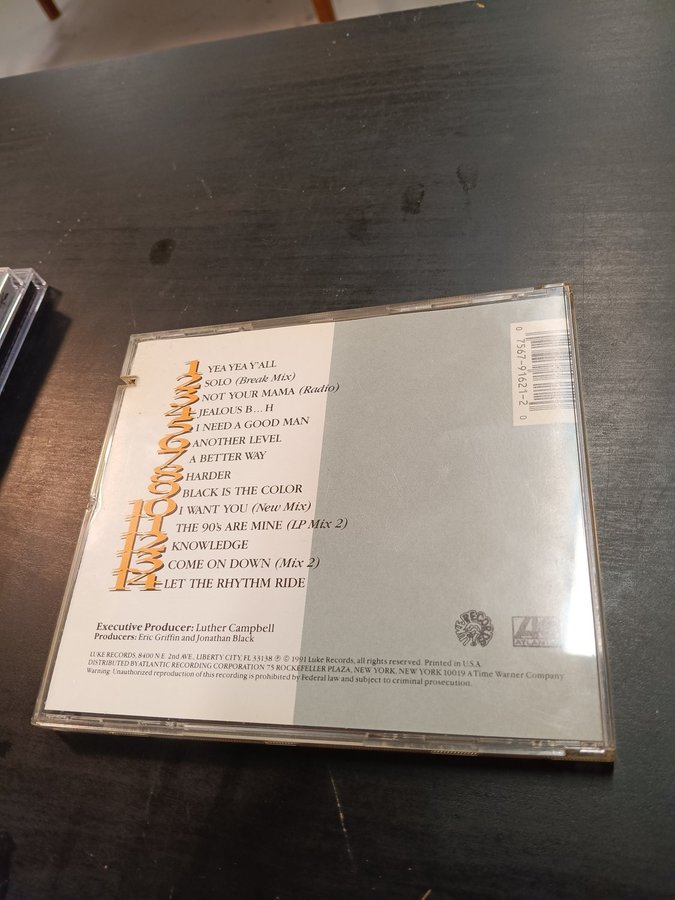 1 YEA YEA Y'ALL
2 SOLO (Break Mix)
3 NOT YOUR MAMA (Radio)
4 JEALOUS B... H
5 I NEED A GOOD MAN
6 ANOTHER LEVEL
7 A BETTER WAY
8 HARDER
9 BLACK IS THE COLOR
10 I WANT YOU (New Mix)
11 THE 90's ARE MINE (LP Mix 2)
12 KNOWLEDGE
13 COME ON DOWN (Mix 2)
14 LET THE RHYTHM RIDE
0 7567-91621-2 0
Executive Producer: Luther Campbell
Producers: Eric Griffin and Jonathan Black
LUKE RECORDS
ATLANTIC
LUKE RECORDS, 8400 N.E. 2nd AVE., LIBERTY CITY, FL 33138 ℗ © 1991 Luke Records, all rights reserved. Printed in U.S.A.
DISTRIBUTED BY ATLANTIC RECORDING CORPORATION 75 ROCKEFELLER PLAZA, NEW YORK, NEW YORK 10019 A Time Warner Company
Warning: Unauthorized reproduction of this recording is prohibited by Federal law and subject to criminal prosecution.